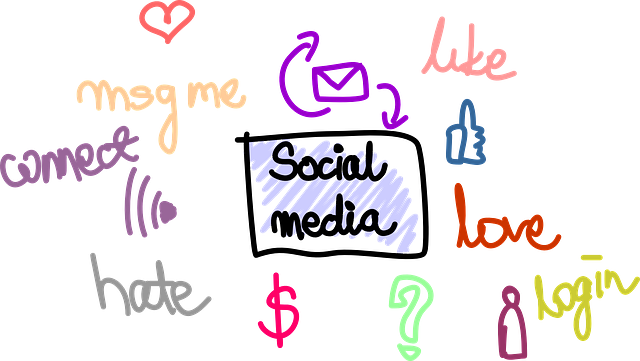 like
msg me
connect
Social
media
love
hate
login
$
?